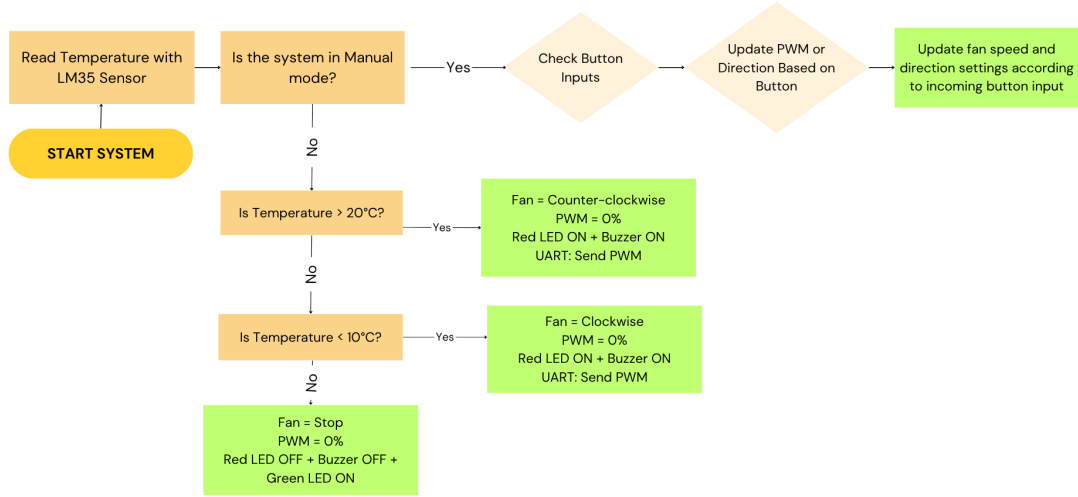 Read Temperature with
LM35 Sensor
Is the system in Manual
mode?
Yes
Check Button
Inputs
Update PWM or
Direction Based on
Button
Update fan speed and
direction settings according
to incoming button input
START SYSTEM
No
Is Temperature > 20°C?
Yes
Fan = Counter-clockwise
PWM = 0%
Red LED ON + Buzzer ON
UART: Send PWM
No
Is Temperature < 10°C?
Yes
Fan = Clockwise
PWM = 0%
Red LED ON + Buzzer ON
UART: Send PWM
No
Fan = Stop
PWM = 0%
Red LED OFF + Buzzer OFF +
Green LED ON